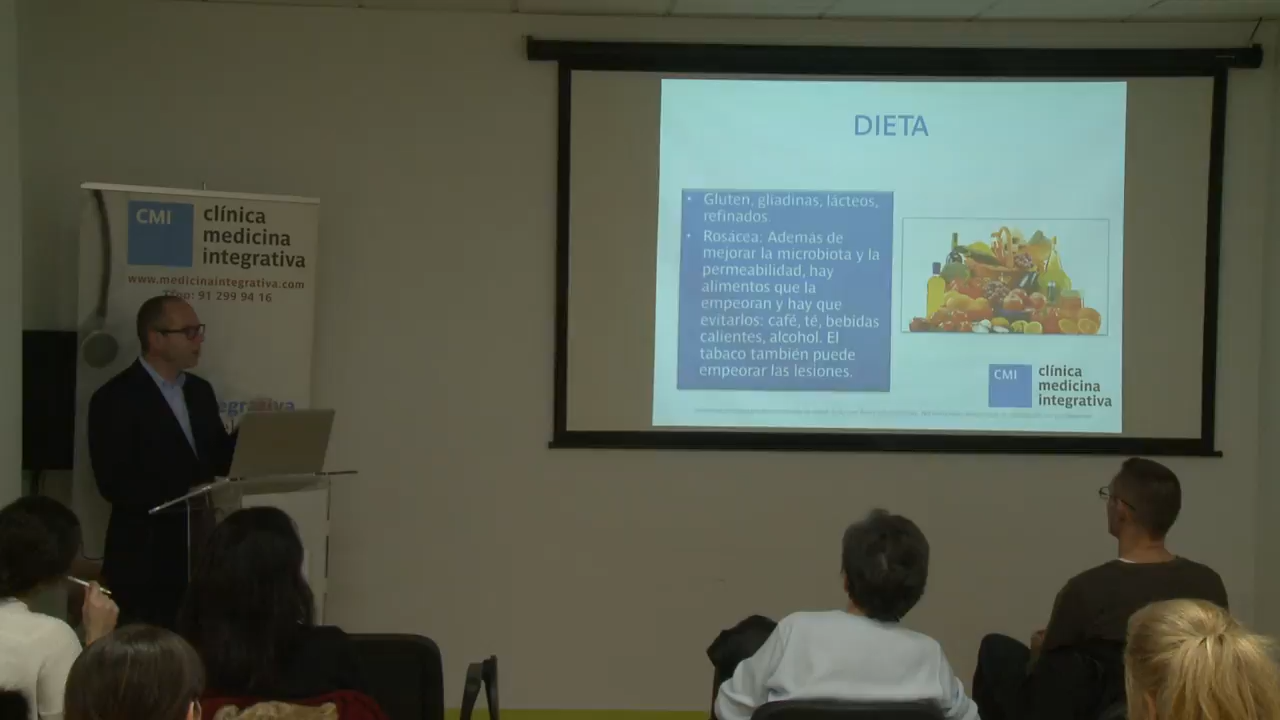 DIETA
• Gluten, gliadinas, lácteos,
refinados.
• Rosácea: Además de
mejorar la microbiota y la
permeabilidad, hay
alimentos que la
empeoran y hay que
evitarlos: café, té, bebidas
calientes, alcohol. El
tabaco también puede
empeorar las lesiones.
CMI
clínica
medicina
integrativa
CMI
clínica
medicina
integrativa
www.medicinaintegrativa.com
91 299 94 16
egrativa